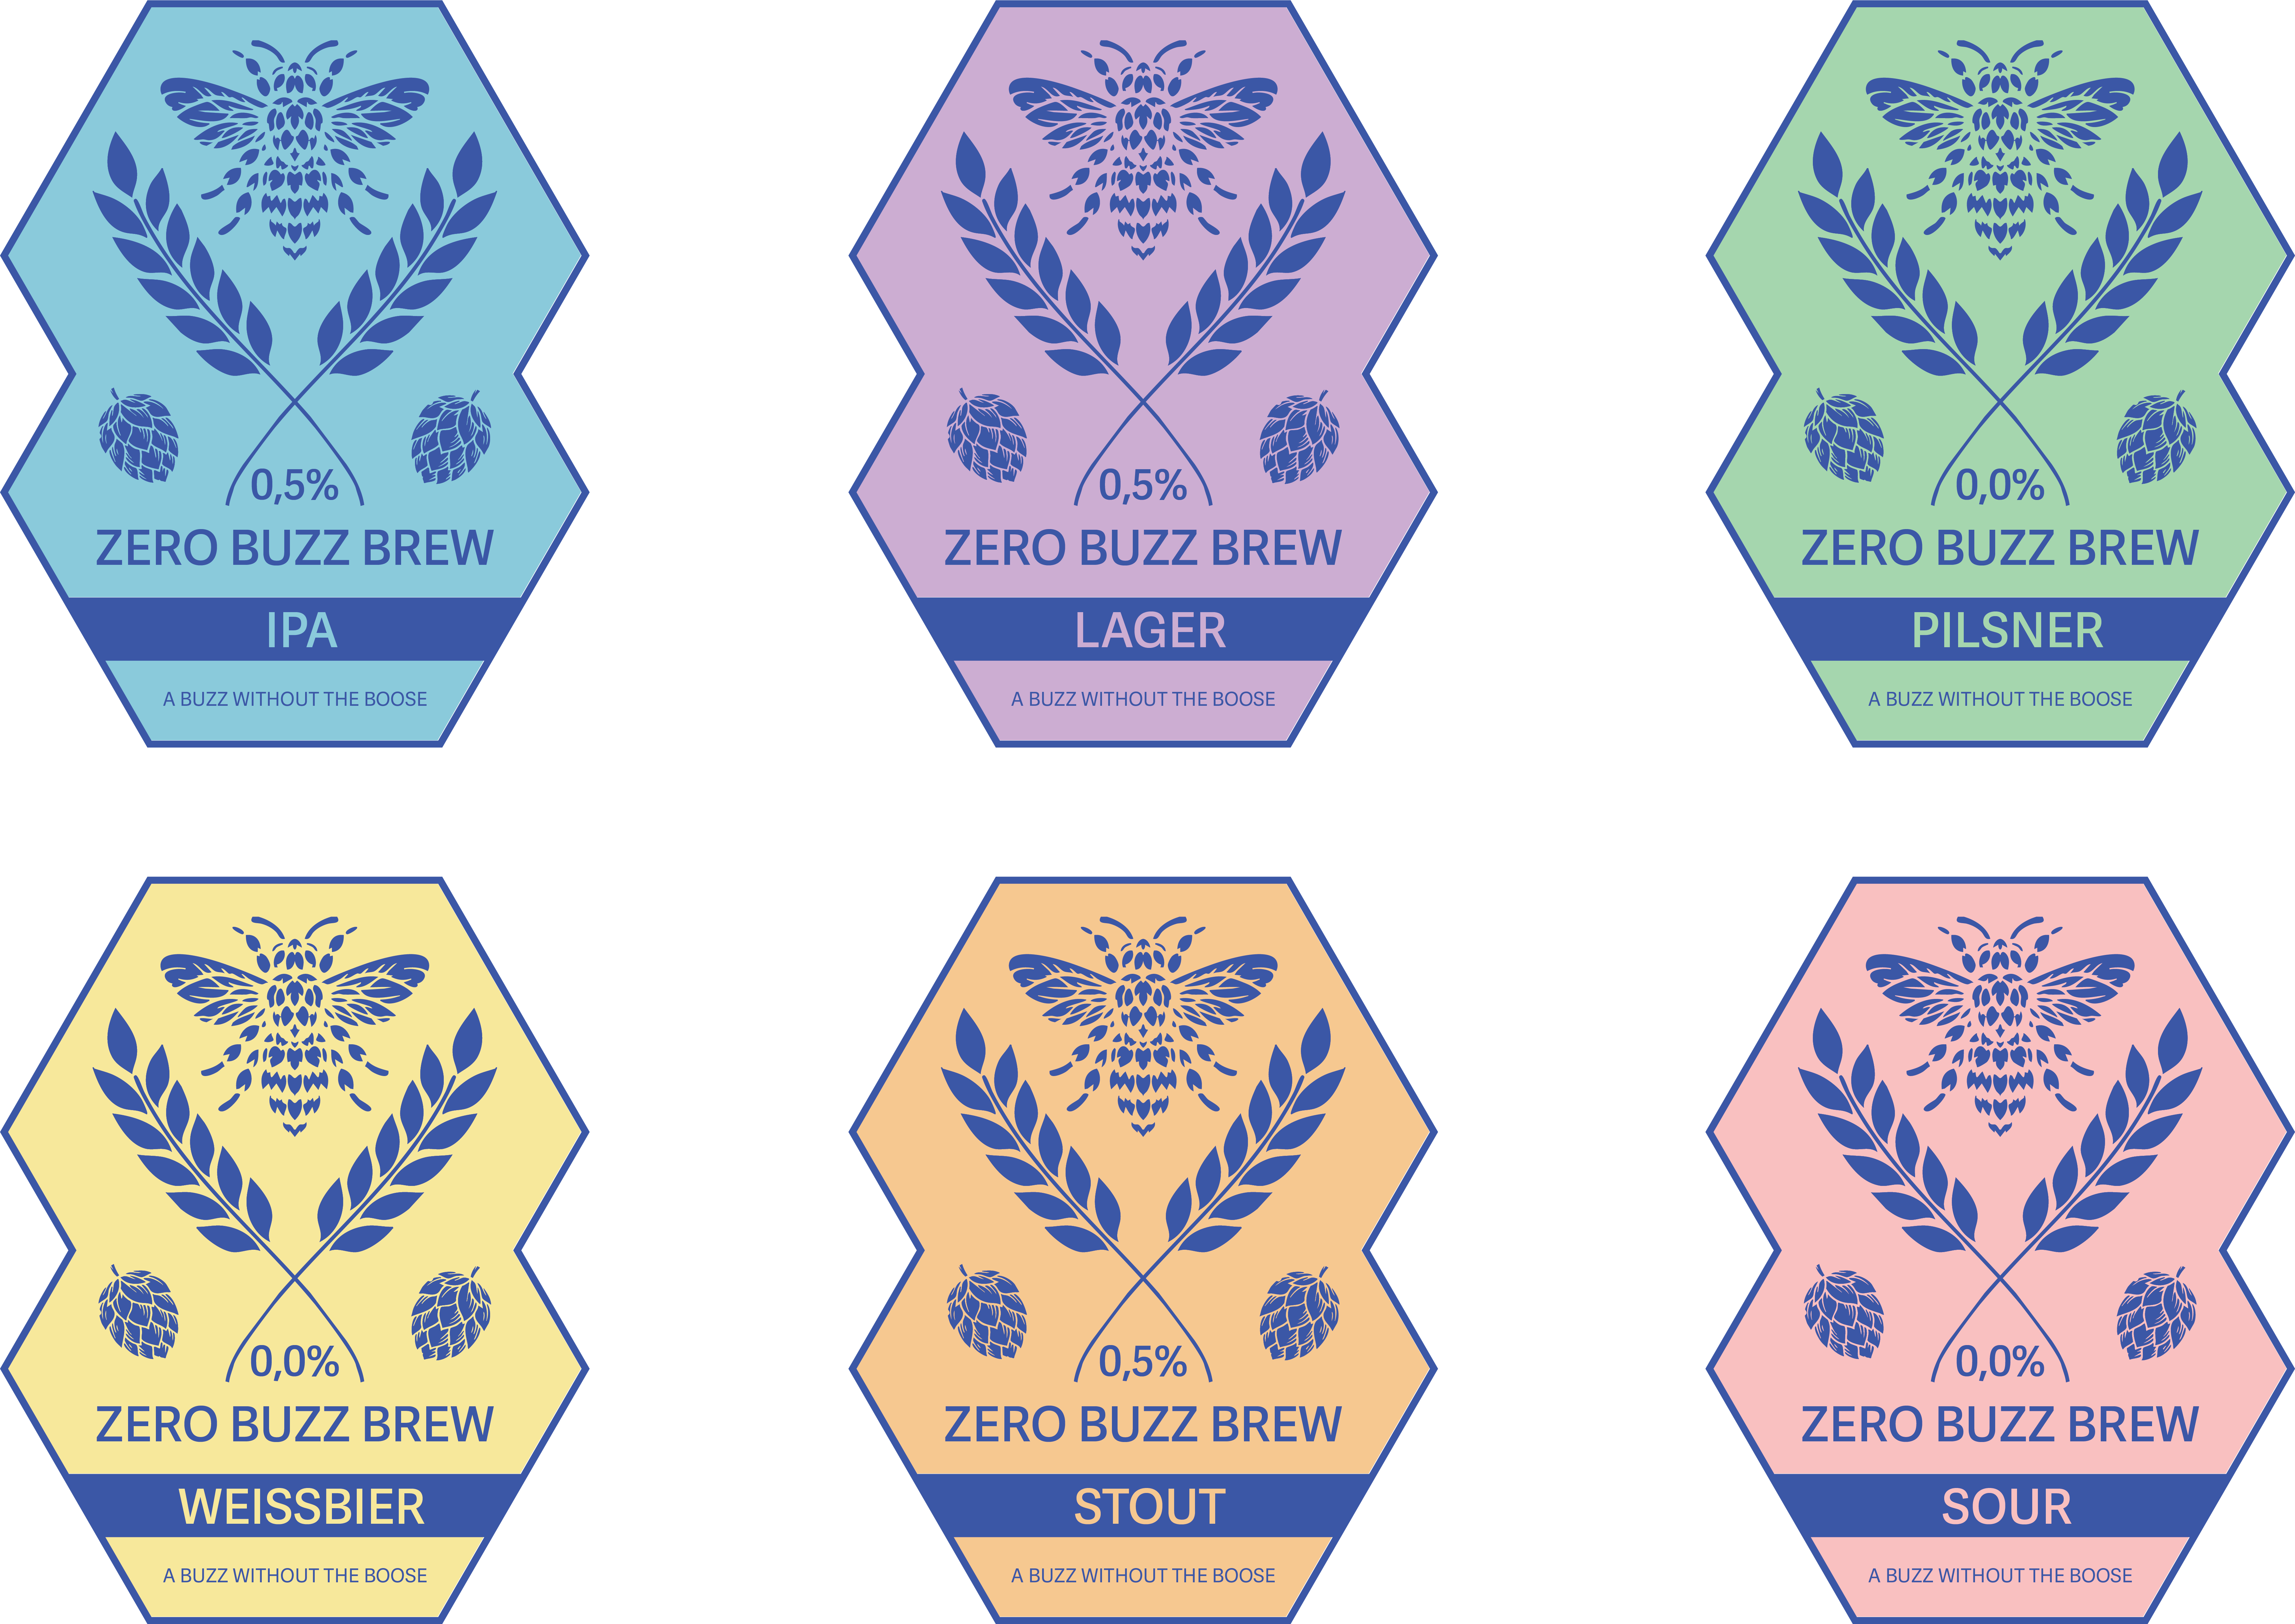 0,5%
ZERO BUZZ BREW
IPA
A BUZZ WITHOUT THE BOOSE
0,5%
ZERO BUZZ BREW
LAGER
A BUZZ WITHOUT THE BOOSE
0,0%
ZERO BUZZ BREW
PILSNER
A BUZZ WITHOUT THE BOOSE
0,0%
ZERO BUZZ BREW
WEISSBIER
A BUZZ WITHOUT THE BOOSE
0,5%
ZERO BUZZ BREW
STOUT
A BUZZ WITHOUT THE BOOSE
0,0%
ZERO BUZZ BREW
SOUR
A BUZZ WITHOUT THE BOOSE